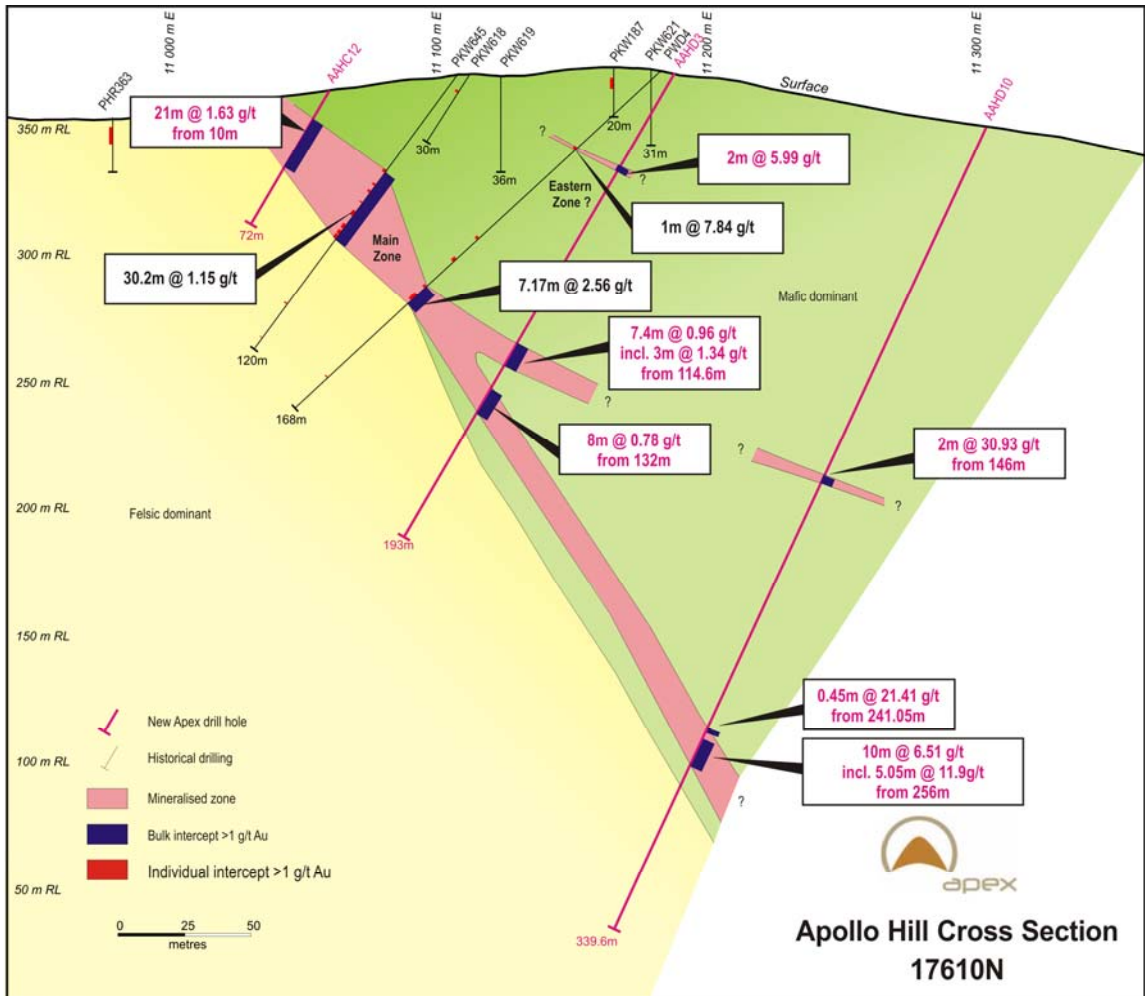 11 000 m E
11 100 m E
11 200 m E
11 300 m E
PHR363
AAHC12
PKW645
PKW618
PKW619
PKW187
PKW621
PWD4
AAHD3
AAHD10
Surface
350 m RL
300 m RL
250 m RL
200 m RL
150 m RL
100 m RL
50 m RL
21m @ 1.63 g/t
from 10m
72m
30m
36m
20m
31m
?
?
Eastern
Zone ?
2m @ 5.99 g/t
1m @ 7.84 g/t
Main
Zone
30.2m @ 1.15 g/t
7.17m @ 2.56 g/t
Mafic dominant
7.4m @ 0.96 g/t
incl. 3m @ 1.34 g/t
from 114.6m
120m
168m
?
8m @ 0.78 g/t
from 132m
?
2m @ 30.93 g/t
from 146m
?
Felsic dominant
193m
0.45m @ 21.41 g/t
from 241.05m
10m @ 6.51 g/t
incl. 5.05m @ 11.9g/t
from 256m
?
339.6m
New Apex drill hole
Historical drilling
Mineralised zone
Bulk intercept >1 g/t Au
Individual intercept >1 g/t Au
0 25 50
metres
apex
Apollo Hill Cross Section
17610N